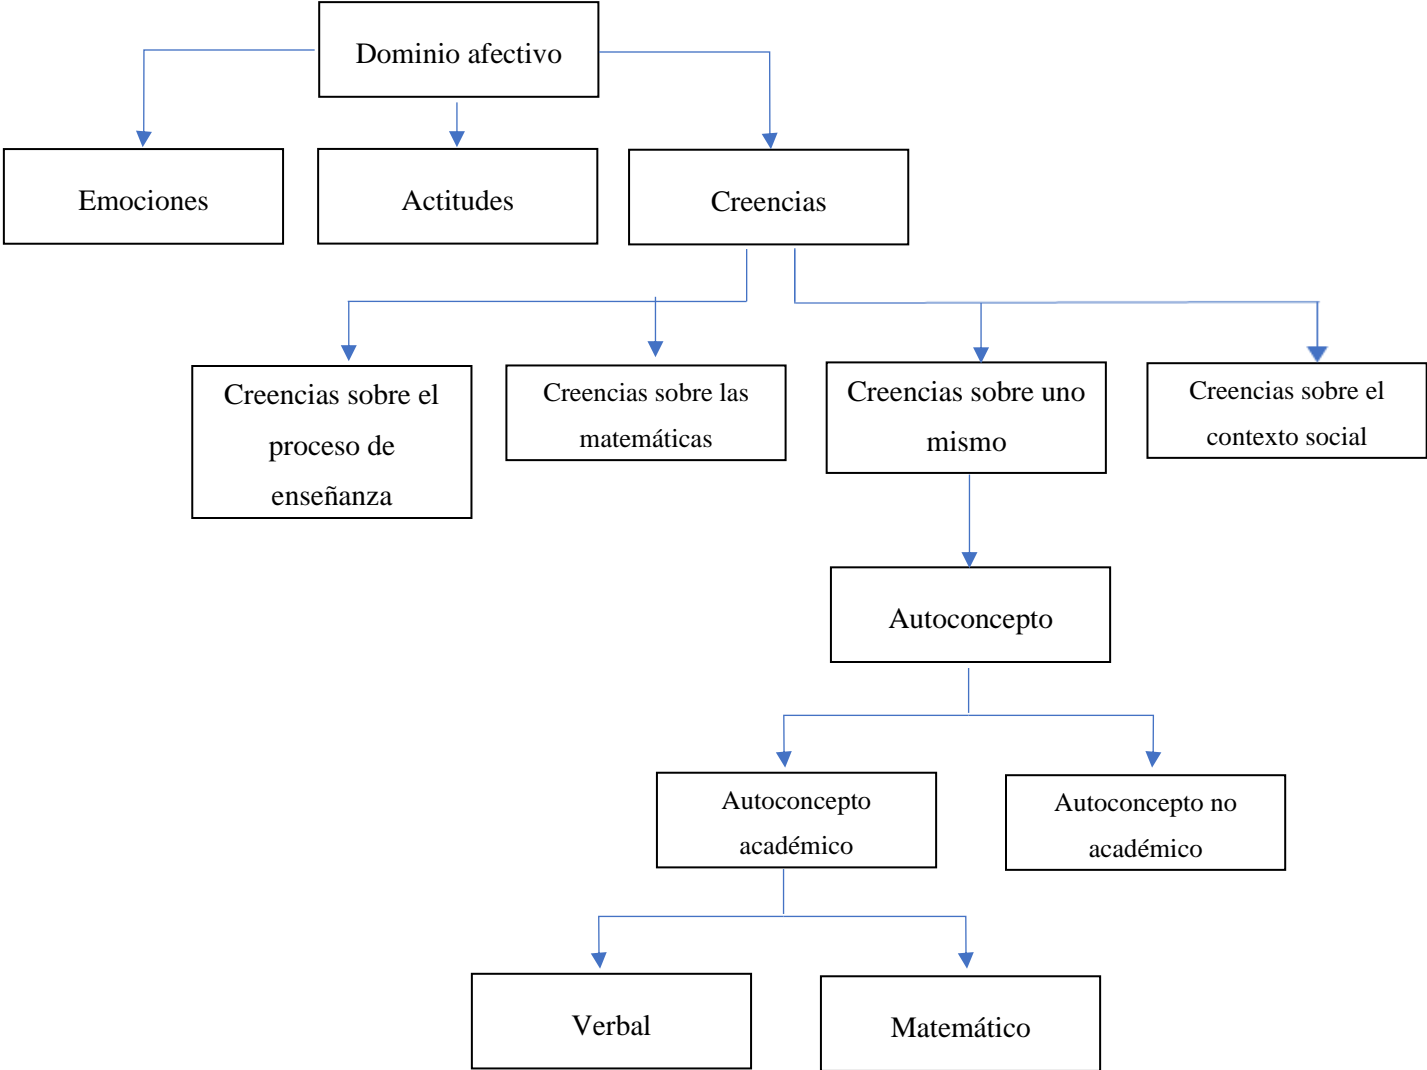 Dominio afectivo
Emociones
Actitudes
Creencias
Creencias sobre el
proceso de
enseñanza
Creencias sobre las
matemáticas
Creencias sobre uno
mismo
Creencias sobre el
contexto social
Autoconcepto
Autoconcepto
académico
Autoconcepto no
académico
Verbal
Matemático